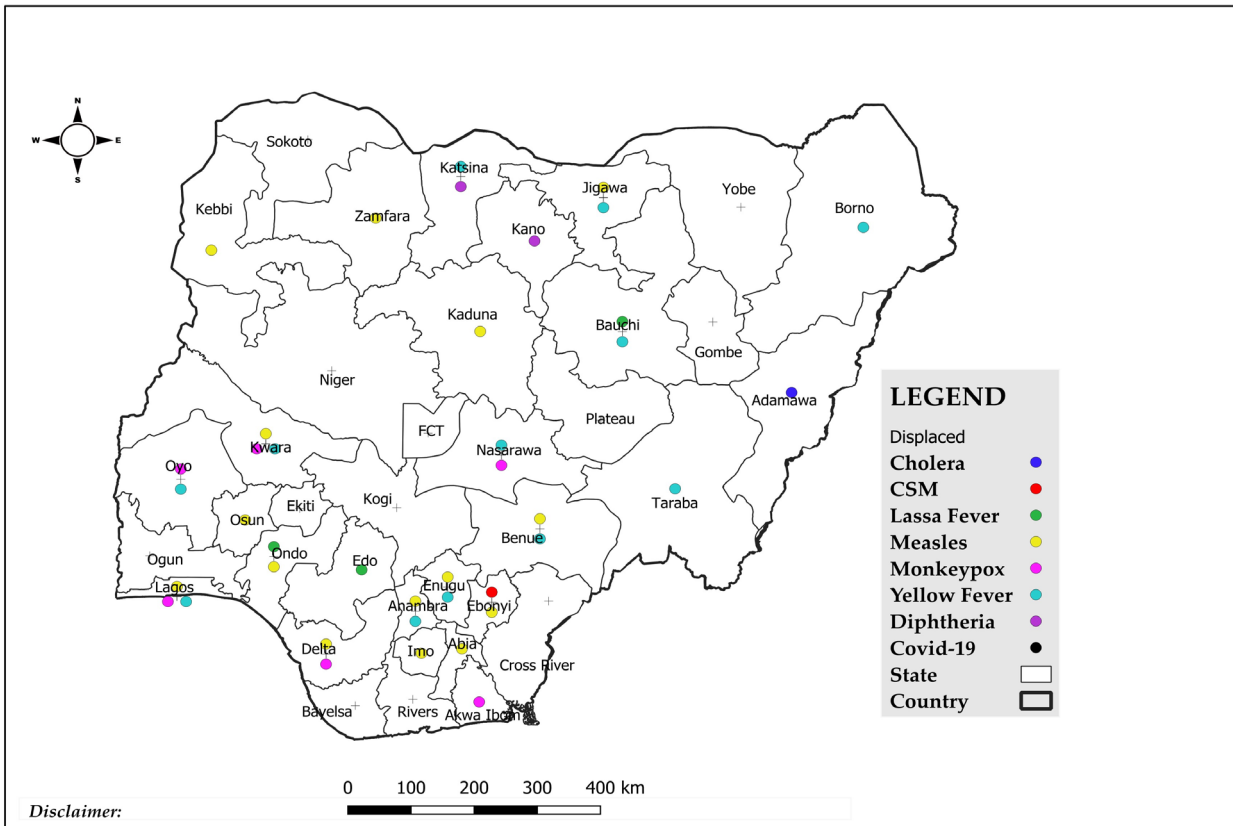 N
W E
S
Sokoto
Katsina
Jigawa
Yobe
Kebbi
Zamfara
Borno
Kano
Kaduna
Bauchi
Gombe
Niger
Adamawa
Plateau
FCT
Kwara
Nasarawa
Oyo
Kogi
Ekiti
Taraba
Osun
Benue
Ogun
Ondo
Edo
Lagos
Enugu
Anambra
Ebonyi
Delta
Imo
Abia
Cross River
Bayelsa
Rivers
Akwa Ibom
LEGEND
Displaced
Cholera
CSM
Lassa Fever
Measles
Monkeypox
Yellow Fever
Diphtheria
Covid-19
State
Country
0 100 200 300 400 km
Disclaimer: